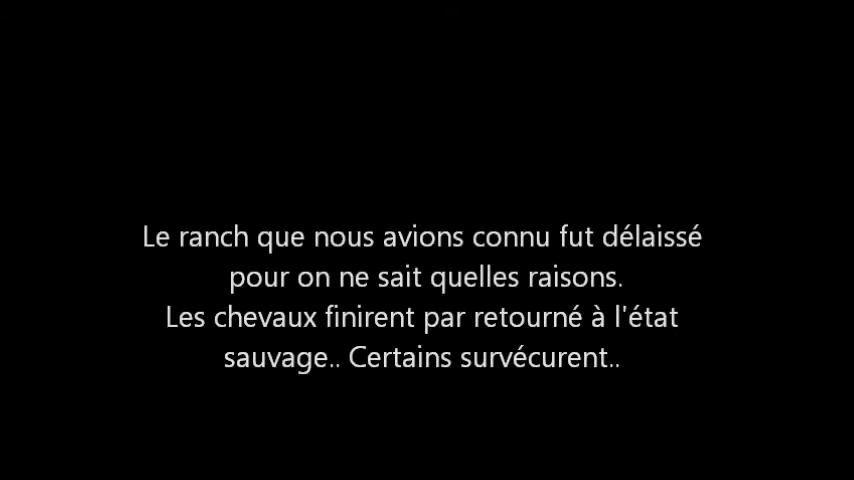 Le ranch que nous avions connu fut délaissé
pour on ne sait quelles raisons.
Les chevaux finirent par retourné à l'état
sauvage.. Certains survécurent..